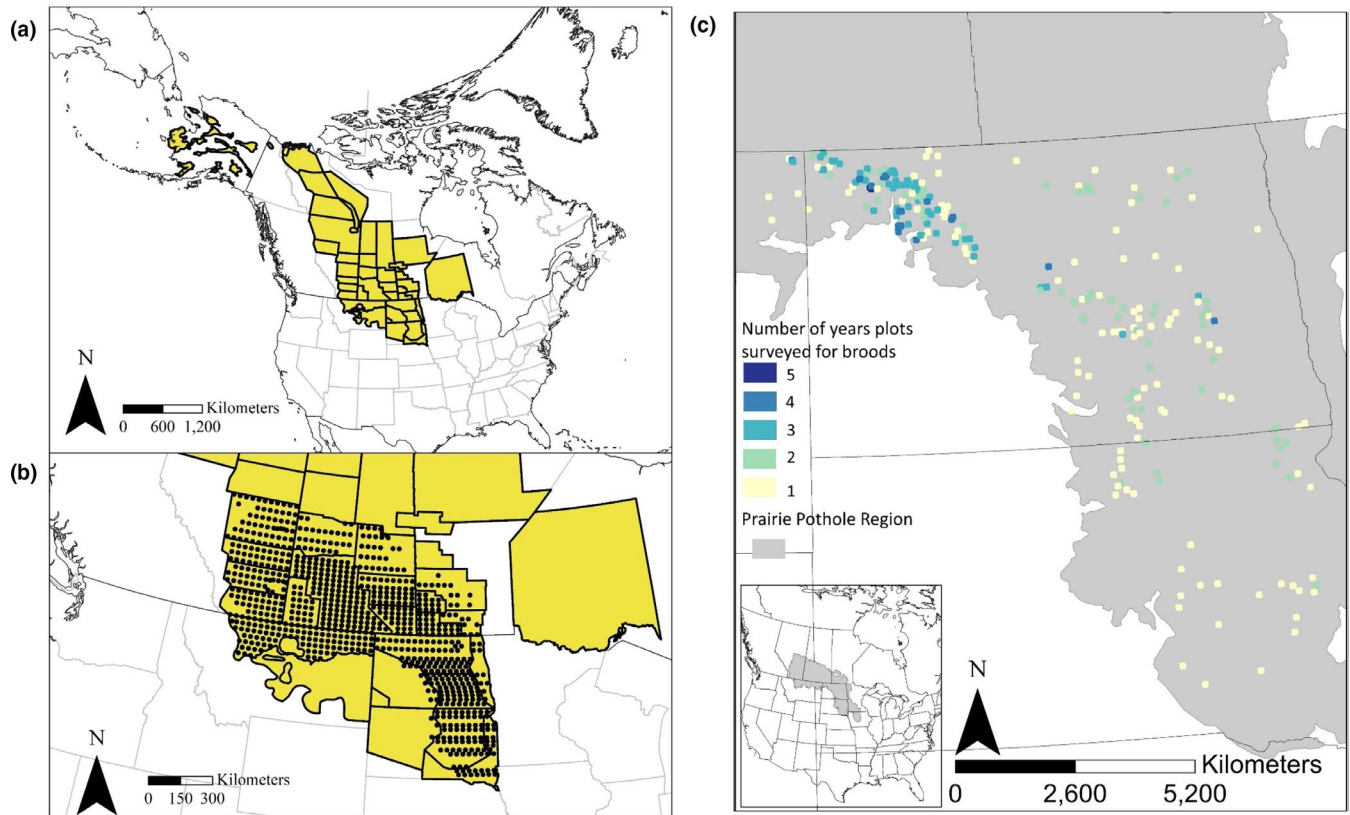 (a)
N
Kilometers
0 600 1,200
(b)
N
Kilometers
0 150 300
(c)
Number of years plots
surveyed for broods
5
4
3
2
1
Prairie Pothole Region
N
Kilometers
0 2,600 5,200